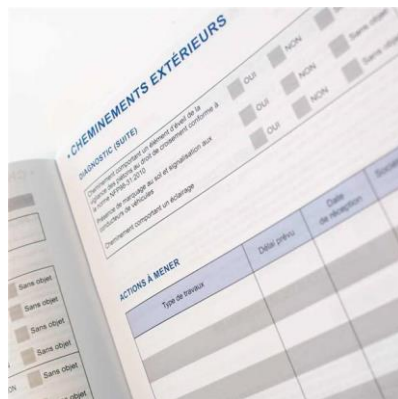 • CHEMINEMENTS EXTÉRIEURS
DIAGNOSTIC (SUITE)
Cheminement comportant un élément d'éveil de la
vigilance des piétons au droit de croisement conforme à
la norme NFP98-31:2010
OUI NON Sans objet
Présence de marquage au sol et signalisation aux
conducteurs de véhicules
OUI NON Sans objet
Cheminement comportant un éclairage
OUI NON
ACTIONS À MENER
Type de travaux
Délai prévu
Date
de réception
Sans objet
Sans objet
Sans objet
Sans objet
Sans objet